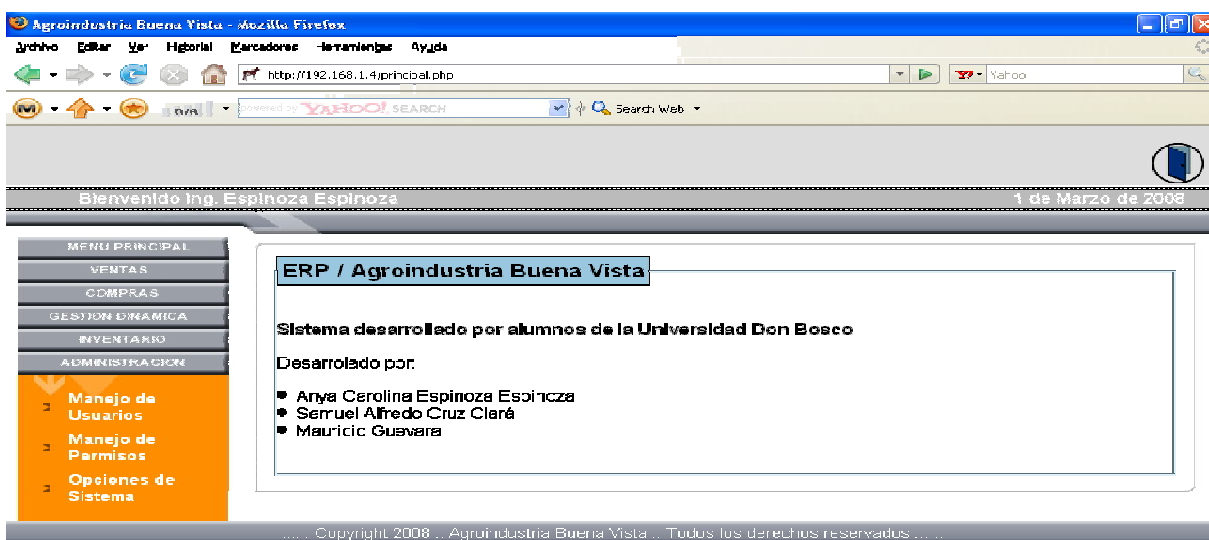 Agroindustria Buena Vista - Mozilla Firefox
Archivo Editar Ver Historial Marcadores Herramientas Ayuda
http://192.168.1.4/principal.php
Yahoo
powered by YAHOO! SEARCH
Search Web
Bienvenido Ing. Espinoza Espinoza
1 de Marzo de 2008
MENU PRINCIPAL
VENTAS
COMPRAS
GESTION DINAMICA
INVENTARIO
ADMINISTRACION
Manejo de
Usuarios
Manejo de
Permisos
Opciones de
Sistema
ERP / Agroindustria Buena Vista
Sistema desarrollado por alumnos de la Universidad Don Bosco
Desarrolado por:
Anya Carolina Espinoza Espinoza
Samuel Alfredo Cruz Clará
Mauricio Guevara
..... Copyright 2008 .. Agroindustria Buena Vista .. Todos los derechos reservados .....